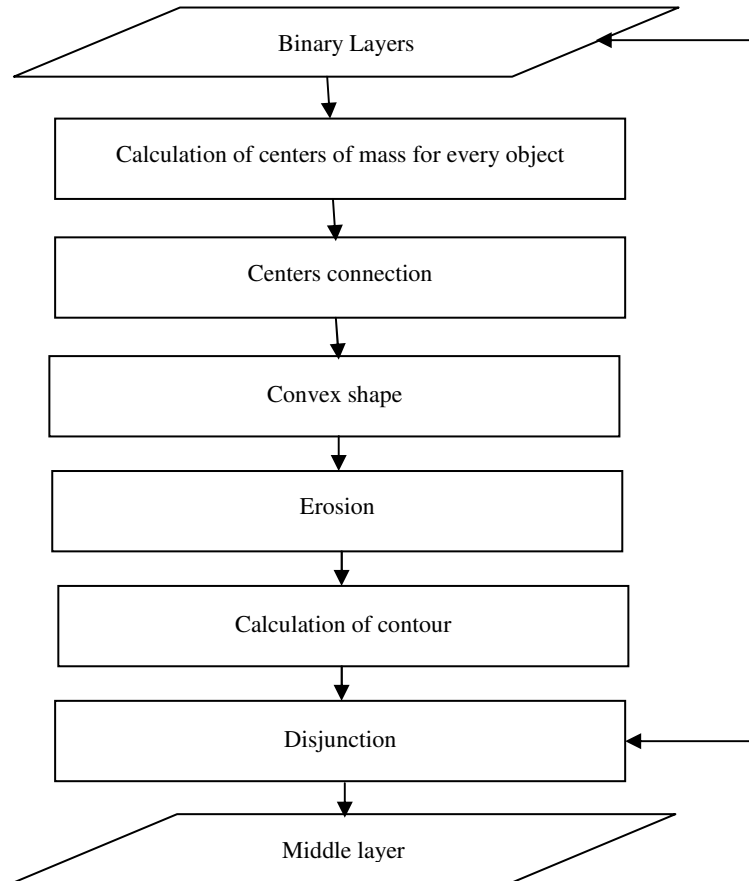 Binary Layers
Calculation of centers of mass for every object
Centers connection
Convex shape
Erosion
Calculation of contour
Disjunction
Middle layer